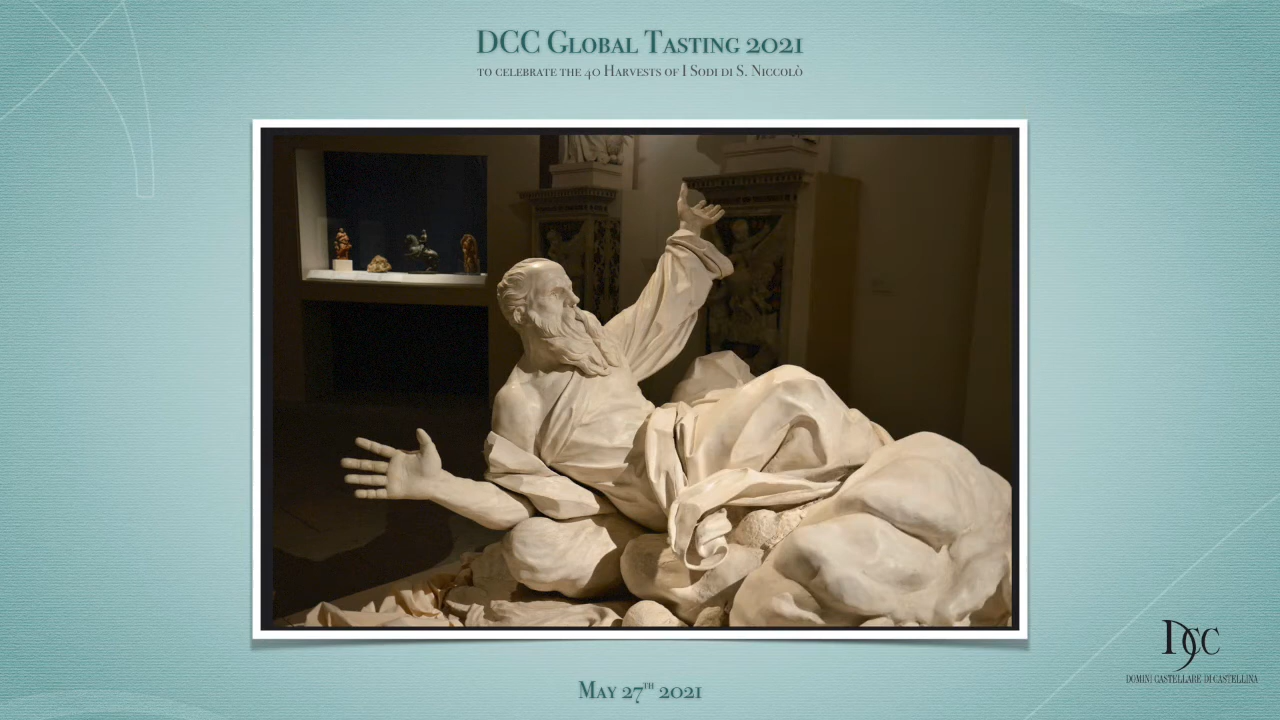 DCC Global Tasting 2021
to celebrate the 40 Harvests of I Sodi di S. Niccolò
May 27TH 2021
DCC
DOMINI CASTELLARE DI CASTELLINA